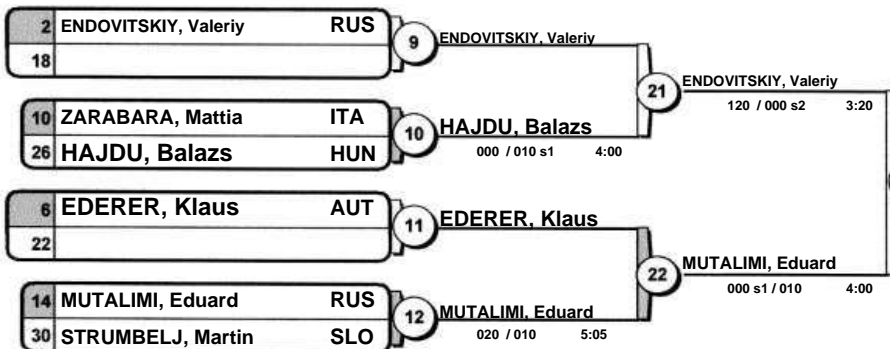 2 ENDOVITSKIY, Valeriy RUS
18
9
ENDOVITSKIY, Valeriy
10 ZARABARA, Mattia ITA
26 HAJDU, Balazs HUN
10
HAJDU, Balazs
000 / 010 s1 4:00
21
ENDOVITSKIY, Valeriy
120 / 000 s2 3:20
6 EDERER, Klaus AUT
22
11
EDERER, Klaus
14 MUTALIMI, Eduard RUS
30 STRUMBELJ, Martin SLO
12
MUTALIMI, Eduard
020 / 010 5:05
22
MUTALIMI, Eduard
000 s1 / 010 4:00